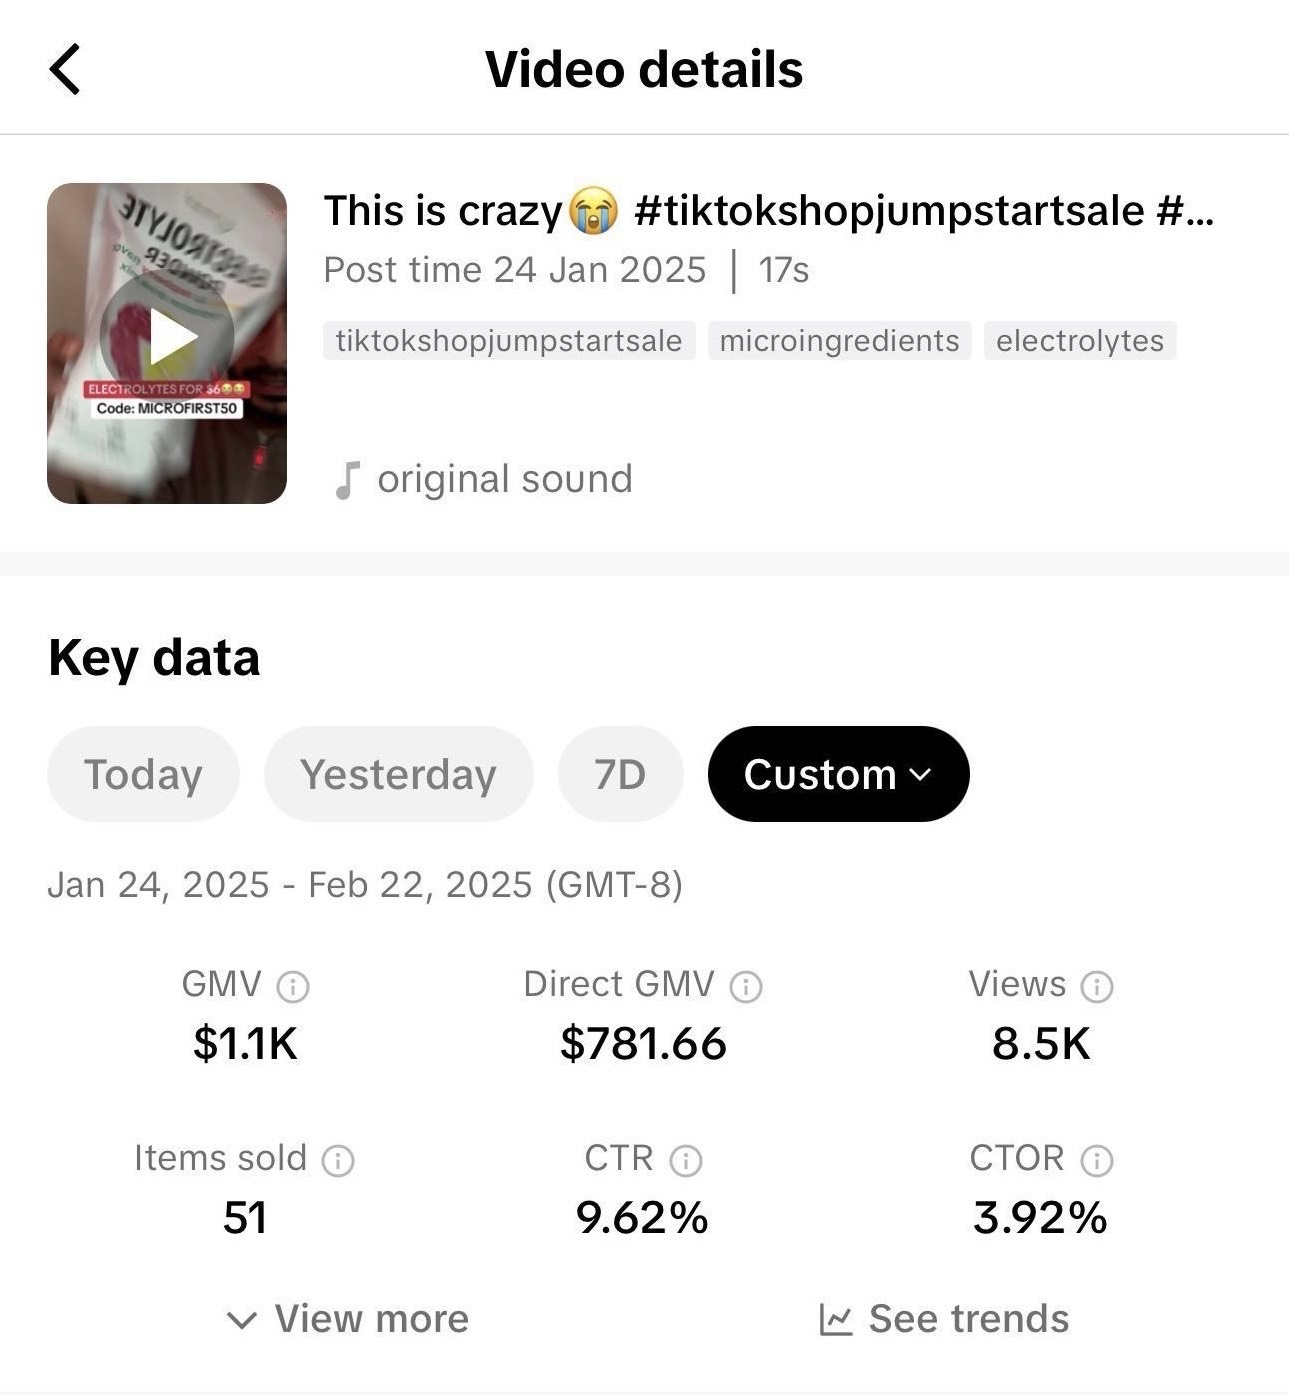 Video details
This is crazy😭 #tiktokshopjumpstartsale #...
Post time 24 Jan 2025 | 17s
tiktokshopjumpstartsale microingredients electrolytes
ELECTROLYTE
POWDER
ELECTROLYTES FOR $6😭😭
Code: MICROFIRST50
original sound
Key data
Today Yesterday 7D Custom
Jan 24, 2025 - Feb 22, 2025 (GMT-8)
GMV Direct GMV Views
$1.1K $781.66 8.5K
Items sold CTR CTOR
51 9.62% 3.92%
View more See trends